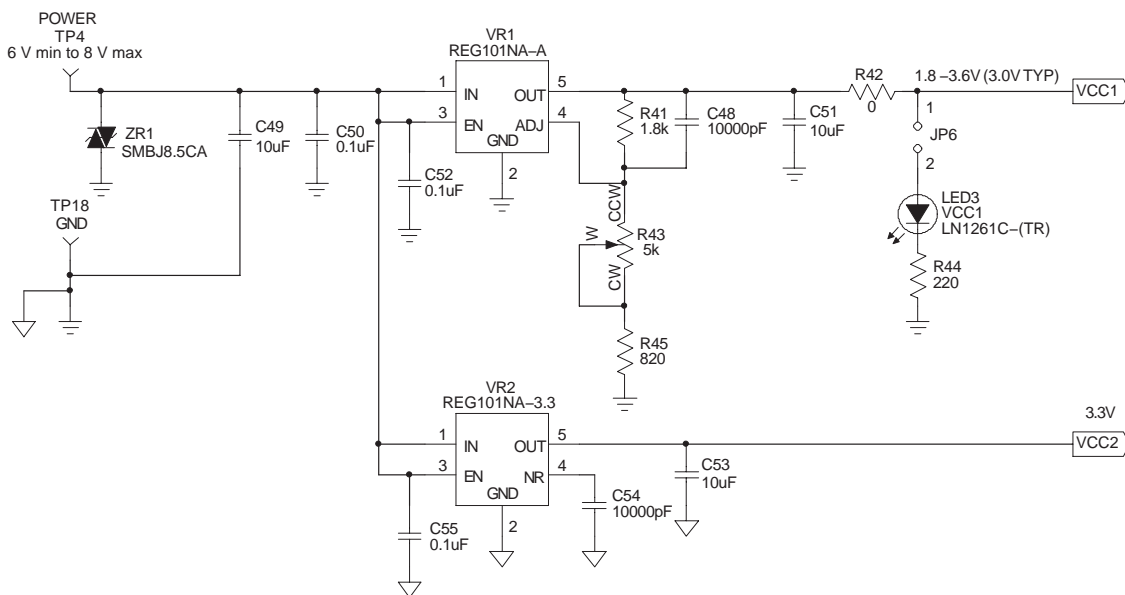 POWER
TP4
6 V min to 8 V max
VR1
REG101NA–A
1
IN
OUT
5
3
EN
ADJ
4
GND
2
ZR1
SMBJ8.5CA
C49
10uF
C50
0.1uF
C52
0.1uF
TP18
GND
R41
1.8k
C48
10000pF
C51
10uF
R42
0
1.8 –3.6V (3.0V TYP)
VCC1
1
JP6
2
LED3
VCC1
LN1261C–(TR)
R44
220
CCW
W
CW
R43
5k
R45
820
VR2
REG101NA–3.3
1
IN
OUT
5
3
EN
NR
4
GND
2
C55
0.1uF
C54
10000pF
C53
10uF
3.3V
VCC2